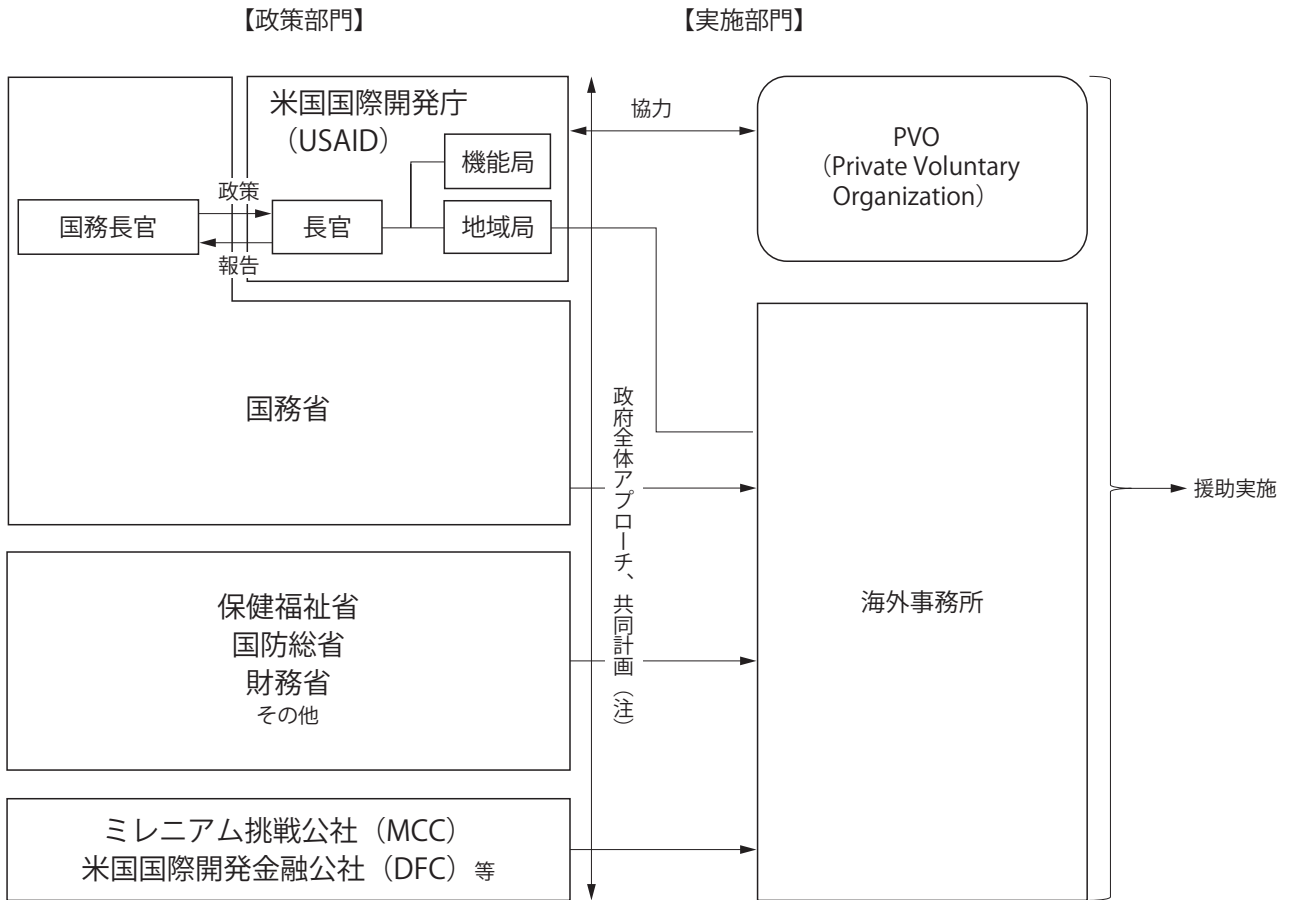 【政策部門】
【実施部門】
米国国際開発庁
（USAID）
機能局
地域局
長官
国務長官
政策
報告
国務省
協力
PVO
（Private Voluntary
Organization）
保健福祉省
国防総省
財務省
その他
ミレニアム挑戦公社（MCC）
米国国際開発金融公社（DFC）等
政府全体アプローチ、共同計画（注）
海外事務所
援助実施